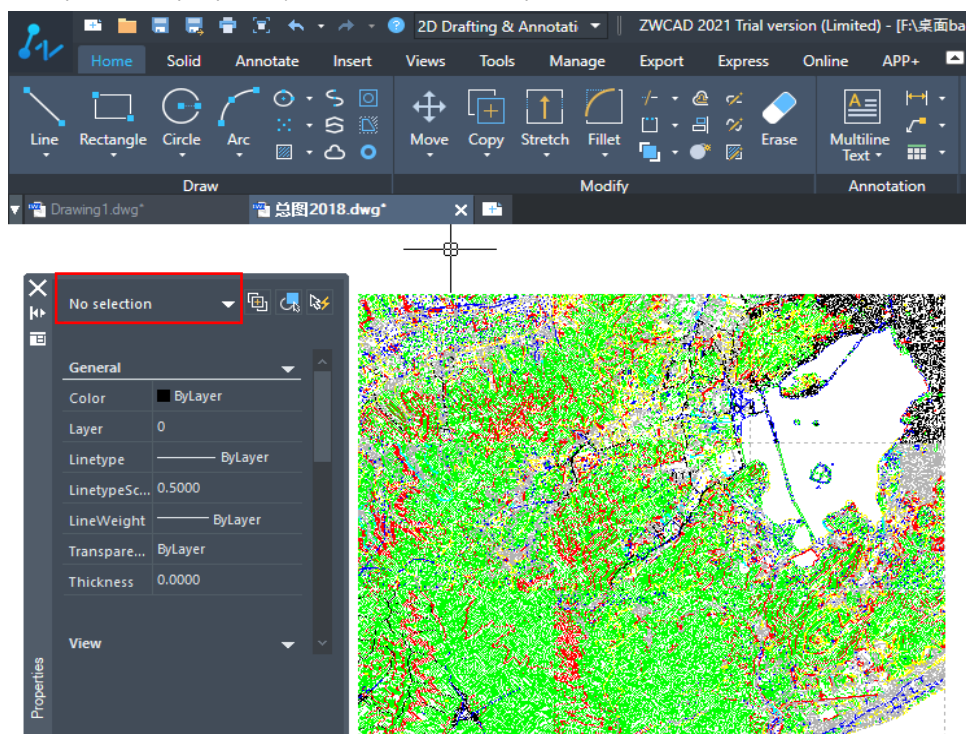 2D Drafting & Annotati
ZWCAD 2021 Trial version (Limited) - [F:\桌面ba
Home Solid Annotate Insert Views Tools Manage Export Express Online APP+
Line Rectangle Circle Arc Move Copy Stretch Fillet Erase Multiline
Text
Draw Modify Annotation
Drawing1.dwg* 总图2018.dwg*
No selection
General
Color ByLayer
Layer 0
Linetype ByLayer
LinetypeSc... 0.5000
LineWeight ByLayer
Transpare... ByLayer
Thickness 0.0000
View
Properties